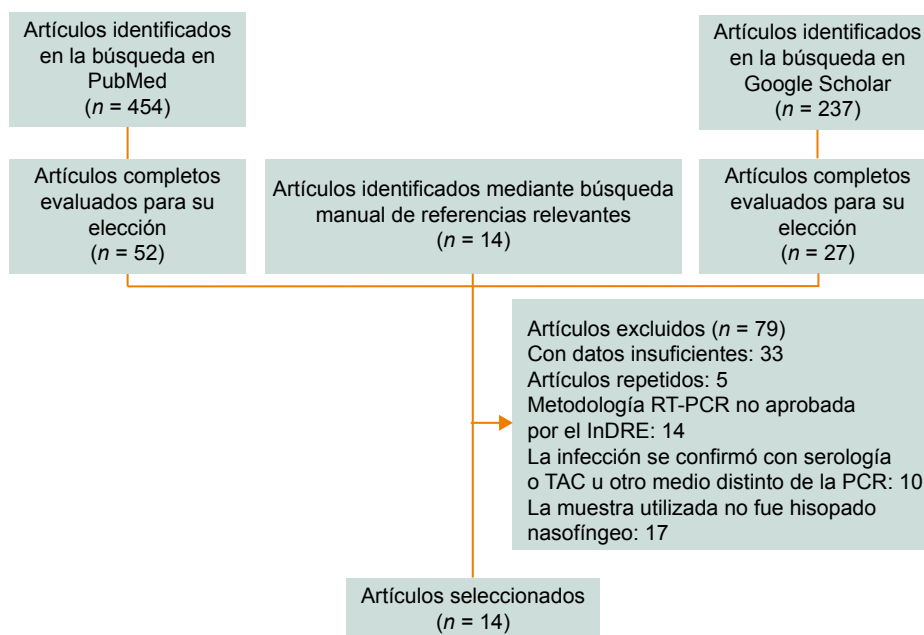 Artículos identificados
en la búsqueda en
PubMed
(n = 454)
Artículos identificados
en la búsqueda en
Google Scholar
(n = 237)
Artículos completos
evaluados para su
elección
(n = 52)
Artículos identificados mediante búsqueda
manual de referencias relevantes
(n = 14)
Artículos completos
evaluados para su
elección
(n = 27)
Artículos excluidos (n = 79)
Con datos insuficientes: 33
Artículos repetidos: 5
Metodología RT-PCR no aprobada
por el InDRE: 14
La infección se confirmó con serología
o TAC u otro medio distinto de la PCR: 10
La muestra utilizada no fue hisopado
nasofíngeo: 17
Artículos seleccionados
(n = 14)